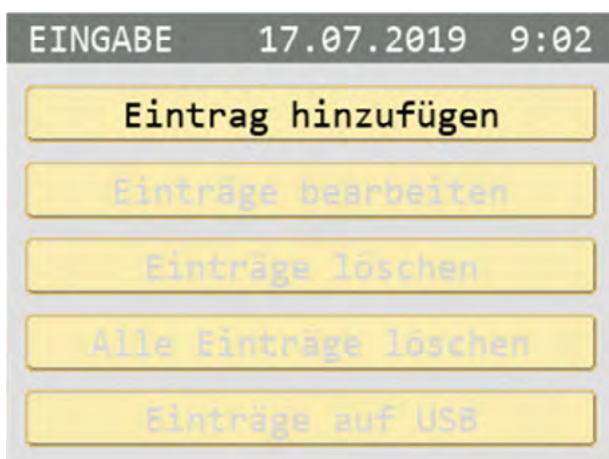 EINGABE 17.07.2019 9:02
Eintrag hinzufügen
Einträge bearbeiten
Einträge löschen
Alle Einträge löschen
Einträge auf USB